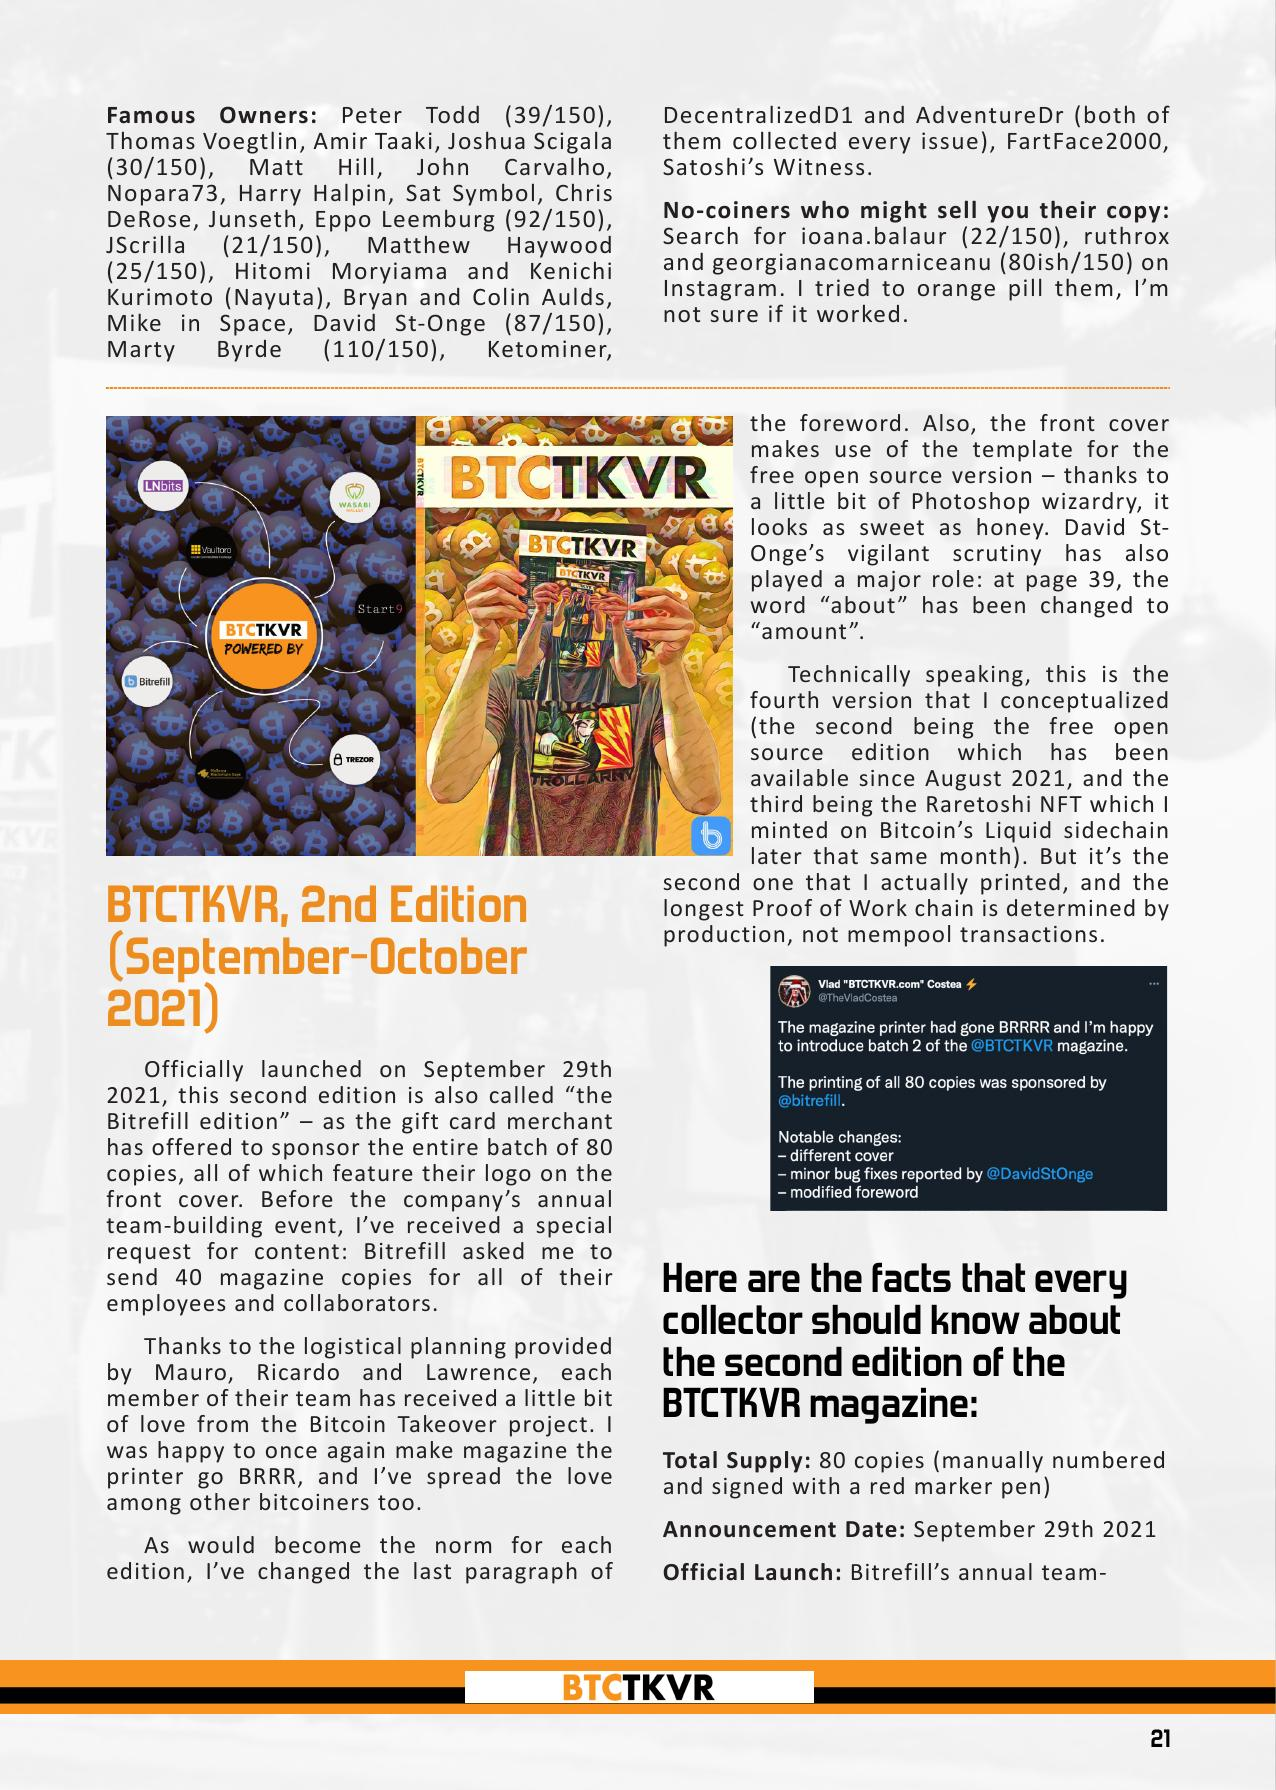 Famous Owners: Peter Todd (39/150),
Thomas Voegtlin, Amir Taaki, Joshua Scigala
(30/150), Matt Hill, John Carvalho,
Nopara73, Harry Halpin, Sat Symbol, Chris
DeRose, Junseth, Eppo Leemburg (92/150),
JScrilla (21/150), Matthew Haywood
(25/150), Hitomi Moryiama and Kenichi
Kurimoto (Nayuta), Bryan and Colin Aulds,
Mike in Space, David St-Onge (87/150),
Marty Byrde (110/150), Ketominer,
DecentralizedD1 and AdventureDr (both of
them collected every issue), FartFace2000,
Satoshi's Witness.
No-coiners who might sell you their copy:
Search for ioana.balaur (22/150), ruthrox
and georgianacomarniceanu (80ish/150) on
Instagram. I tried to orange pill them, I'm
not sure if it worked.
LNbits
WASABI
WALLET
Vaultoro
Start9
BTCTKVR
POWERED BY
Bitrefill
TREZOR
BTCTKVR
BTCTKVR
BTCTKVR
BTCTKVR
TROLL ARMY
BTCTKVR, 2nd Edition
(September-October
2021)
Officially launched on September 29th
2021, this second edition is also called “the
Bitrefill edition” – as the gift card merchant
has offered to sponsor the entire batch of 80
copies, all of which feature their logo on the
front cover. Before the company's annual
team-building event, I've received a special
request for content: Bitrefill asked me to
send 40 magazine copies for all of their
employees and collaborators.
Thanks to the logistical planning provided
by Mauro, Ricardo and Lawrence, each
member of their team has received a little bit
of love from the Bitcoin Takeover project. I
was happy to once again make magazine the
printer go BRRR, and I've spread the love
among other bitcoiners too.
As would become the norm for each
edition, I've changed the last paragraph of
the foreword. Also, the front cover
makes use of the template for the
free open source version – thanks to
a little bit of Photoshop wizardry, it
looks as sweet as honey. David St-
Onge's vigilant scrutiny has also
played a major role: at page 39, the
word “about” has been changed to
“amount”.
Technically speaking, this is the
fourth version that I conceptualized
(the second being the free open
source edition which has been
available since August 2021, and the
third being the Raretoshi NFT which I
minted on Bitcoin's Liquid sidechain
later that same month). But it's the
second one that I actually printed, and the
longest Proof of Work chain is determined by
production, not mempool transactions.
Vlad "BTCTKVR.com" Costea ⚡
@TheVladCostea
The magazine printer had gone BRRRR and I'm happy
to introduce batch 2 of the @BTCTKVR magazine.
The printing of all 80 copies was sponsored by
@bitrefill.
Notable changes:
– different cover
– minor bug fixes reported by @DavidStOnge
– modified foreword
Here are the facts that every
collector should know about
the second edition of the
BTCTKVR magazine:
Total Supply: 80 copies (manually numbered
and signed with a red marker pen)
Announcement Date: September 29th 2021
Official Launch: Bitrefill's annual team-
BTCTKVR
21